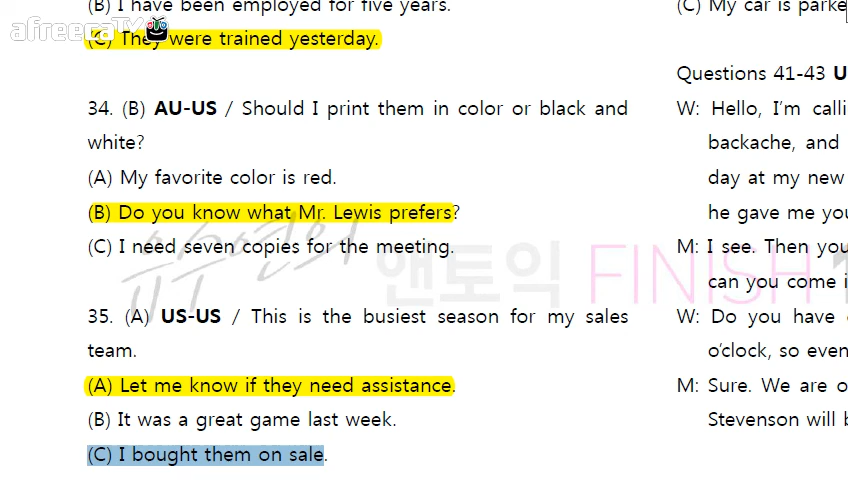 afreecaTV
(B) I have been employed for five years.
(C) They were trained yesterday.
34. (B) AU-US / Should I print them in color or black and
white?
(A) My favorite color is red.
(B) Do you know what Mr. Lewis prefers?
(C) I need seven copies for the meeting.
35. (A) US-US / This is the busiest season for my sales
team.
(A) Let me know if they need assistance.
(B) It was a great game last week.
(C) I bought them on sale.
(C) My car is parke
Questions 41-43 U
W: Hello, I'm calli
backache, and
day at my new
he gave me you
M: I see. Then you
can you come i
W: Do you have
o'clock, so even
M: Sure. We are o
Stevenson will b
유수연의 앤토익 FINISH